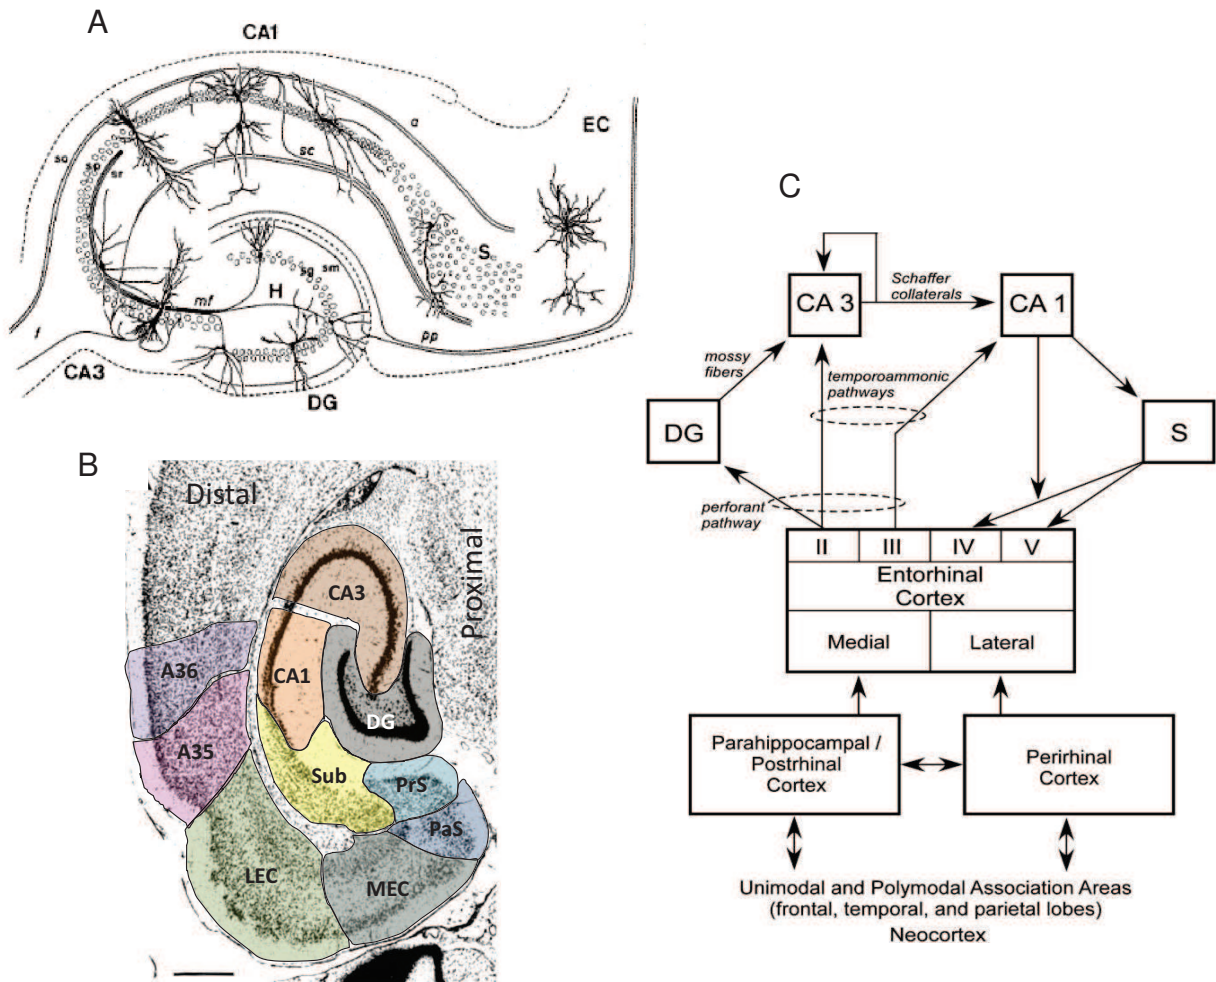 A
CA1
EC
so
sp
sr
sc
a
S
sg
sm
H
mf
pp
f
CA3
DG
B
Distal
Proximal
CA3
A36
CA1
DG
A35
Sub
PrS
PaS
LEC
MEC
C
CA 3
Schaffer
collaterals
CA 1
mossy
fibers
temporoammonic
pathways
DG
S
perforant
pathway
II
III
IV
V
Entorhinal
Cortex
Medial
Lateral
Parahippocampal /
Postrhinal
Cortex
Perirhinal
Cortex
Unimodal and Polymodal Association Areas
(frontal, temporal, and parietal lobes)
Neocortex